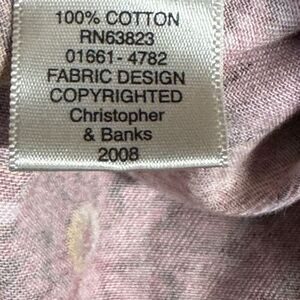 100% COTTON
RN63823
01661-4782
FABRIC DESIGN
COPYRIGHTED
Christopher
& Banks
2008